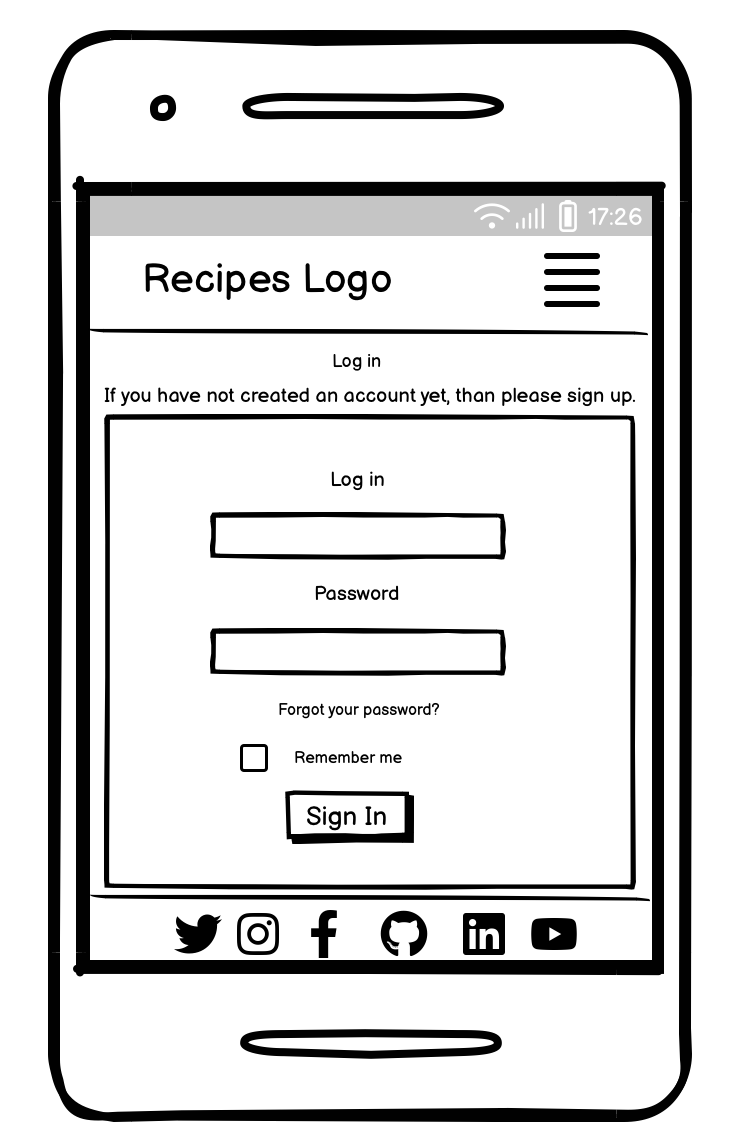 17:26
Recipes Logo
Log in
If you have not created an account yet, than please sign up.
Log in
Password
Forgot your password?
Remember me
Sign In
in